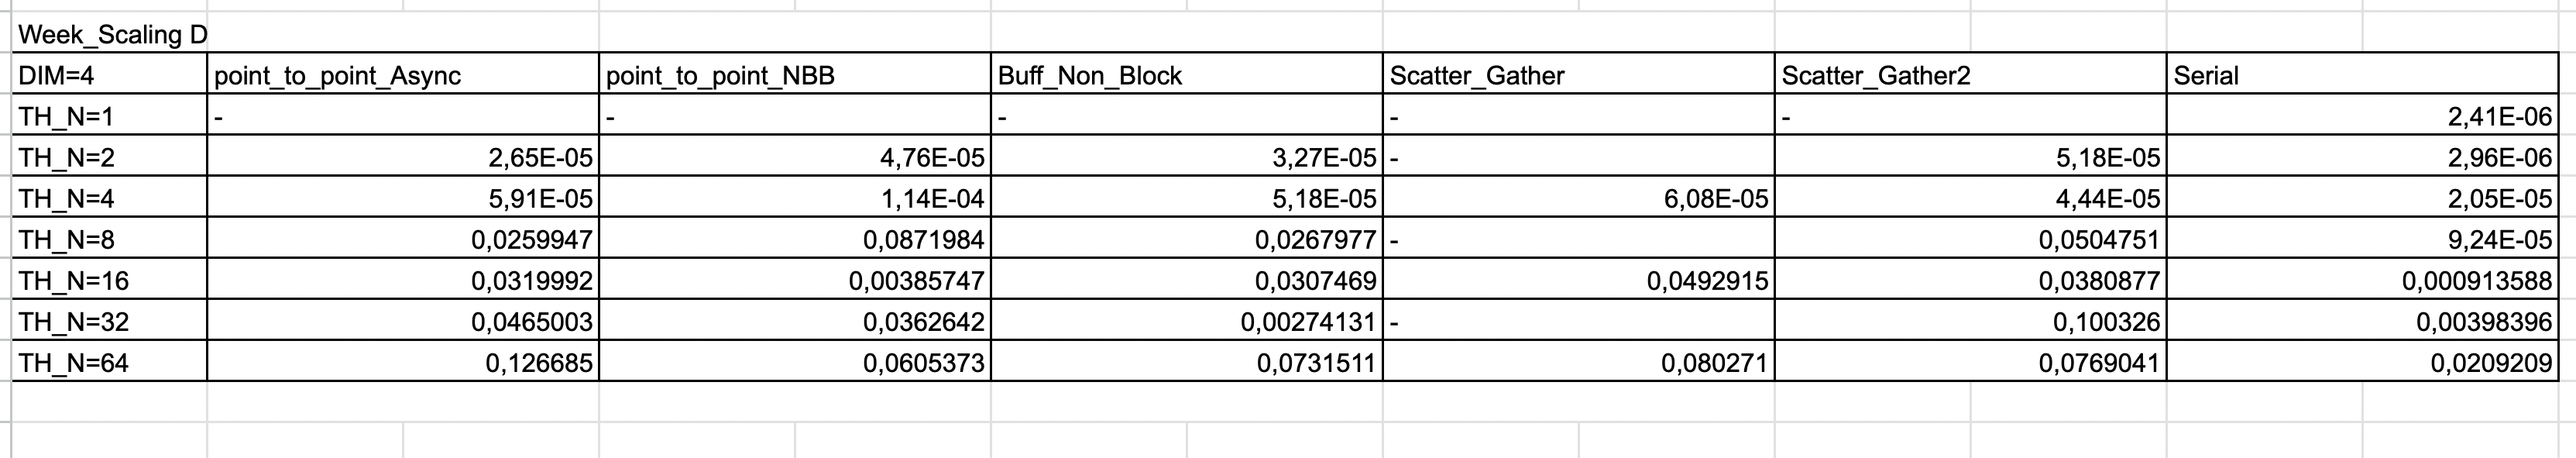 Week_Scaling D
DIM=4 point_to_point_Async point_to_point_NBB Buff_Non_Block Scatter_Gather Scatter_Gather2 Serial
TH_N=1 - - - - - 2,41E-06
TH_N=2 2,65E-05 4,76E-05 3,27E-05 - 5,18E-05 2,96E-06
TH_N=4 5,91E-05 1,14E-04 5,18E-05 6,08E-05 4,44E-05 2,05E-05
TH_N=8 0,0259947 0,0871984 0,0267977 - 0,0504751 9,24E-05
TH_N=16 0,0319992 0,00385747 0,0307469 0,0492915 0,0380877 0,000913588
TH_N=32 0,0465003 0,0362642 0,00274131 - 0,100326 0,00398396
TH_N=64 0,126685 0,0605373 0,0731511 0,080271 0,0769041 0,0209209